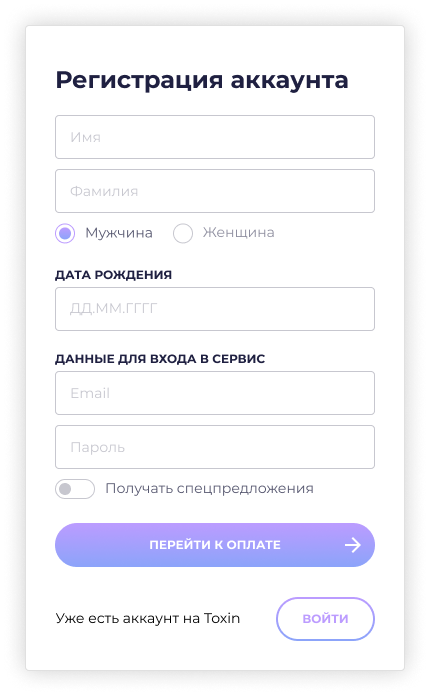 Регистрация аккаунта
Имя
Фамилия
Мужчина Женщина
ДАТА РОЖДЕНИЯ
ДД.ММ.ГГГГ
ДАННЫЕ ДЛЯ ВХОДА В СЕРВИС
Email
Пароль
Получать спецпредложения
ПЕРЕЙТИ К ОПЛАТЕ
Уже есть аккаунт на Toxin ВОЙТИ